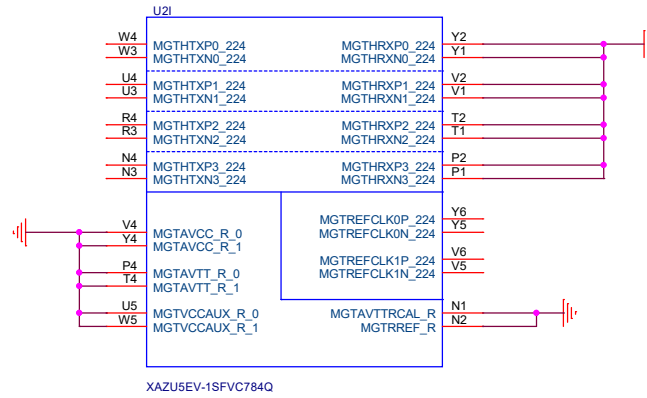 U2I
W4 MGTHTXP0_224 MGTHRXP0_224 Y2
W3 MGTHTXN0_224 MGTHRXN0_224 Y1
U4 MGTHTXP1_224 MGTHRXP1_224 V2
U3 MGTHTXN1_224 MGTHRXN1_224 V1
R4 MGTHTXP2_224 MGTHRXP2_224 T2
R3 MGTHTXN2_224 MGTHRXN2_224 T1
N4 MGTHTXP3_224 MGTHRXP3_224 P2
N3 MGTHTXN3_224 MGTHRXN3_224 P1
MGTREFCLK0P_224 Y6
V4 MGTAVCC_R_0 MGTREFCLK0N_224 Y5
Y4 MGTAVCC_R_1
MGTREFCLK1P_224 V6
P4 MGTAVTT_R_0 MGTREFCLK1N_224 V5
T4 MGTAVTT_R_1
U5 MGTVCCAUX_R_0 MGTAVTTRCAL_R N1
W5 MGTVCCAUX_R_1 MGTRREF_R N2
XAZU5EV-1SFVC784Q